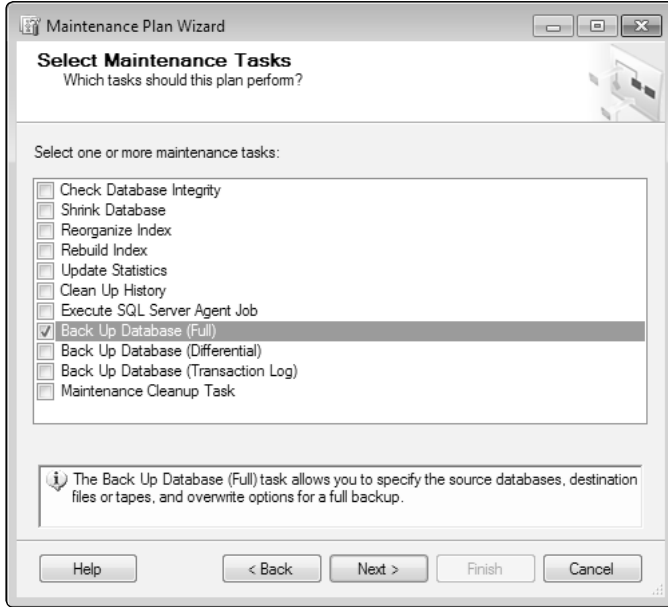 Maintenance Plan Wizard
Select Maintenance Tasks
Which tasks should this plan perform?
Select one or more maintenance tasks:
Check Database Integrity
Shrink Database
Reorganize Index
Rebuild Index
Update Statistics
Clean Up History
Execute SQL Server Agent Job
Back Up Database (Full)
Back Up Database (Differential)
Back Up Database (Transaction Log)
Maintenance Cleanup Task
The Back Up Database (Full) task allows you to specify the source databases, destination
files or tapes, and overwrite options for a full backup.
Help < Back Next > Finish Cancel